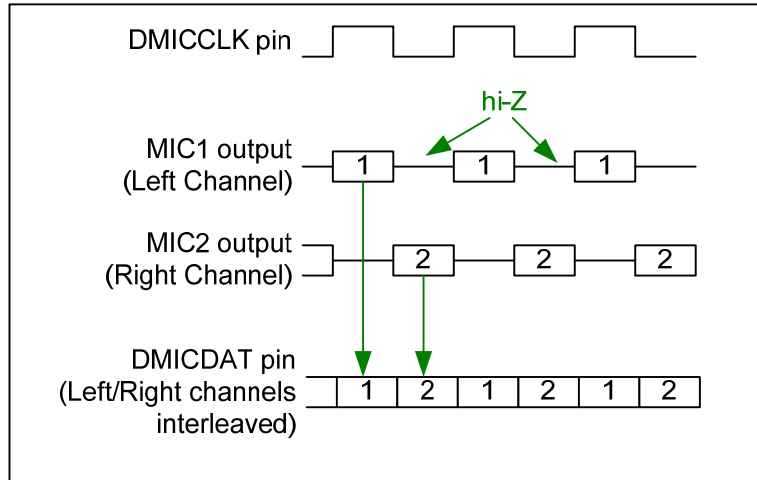 DMICCLK pin
hi-Z
MIC1 output
(Left Channel)
1 1 1
MIC2 output
(Right Channel)
2 2 2
DMICDAT pin
(Left/Right channels
interleaved)
1 2 1 2 1 2